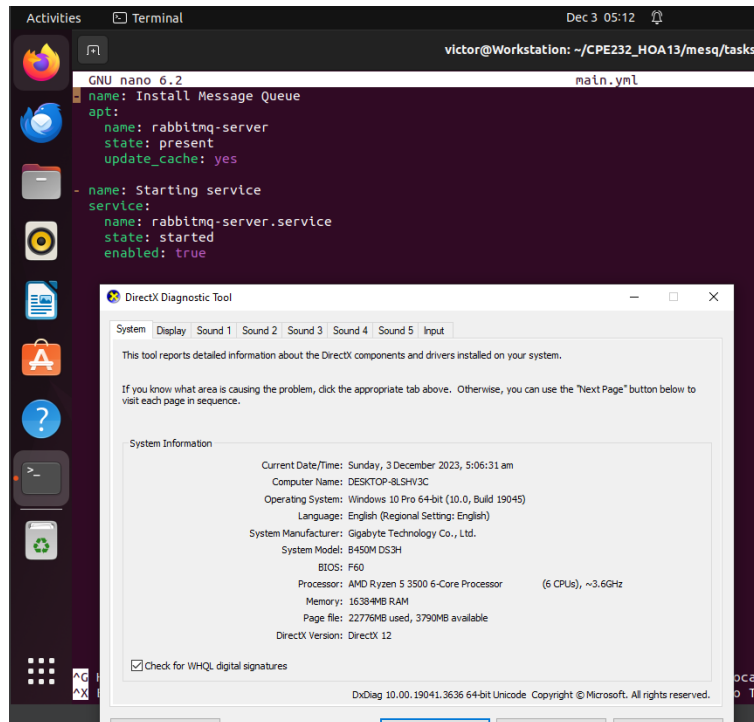 Activities
Terminal
Dec 3 05:12
victor@Workstation: ~/CPE232_HOA13/mesq/tasks
GNU nano 6.2
main.yml
- name: Install Message Queue
apt:
name: rabbitmq-server
state: present
update_cache: yes
- name: Starting service
service:
name: rabbitmq-server.service
state: started
enabled: true
DirectX Diagnostic Tool
System Display Sound 1 Sound 2 Sound 3 Sound 4 Sound 5 Input
This tool reports detailed information about the DirectX components and drivers installed on your system.
If you know what area is causing the problem, click the appropriate tab above. Otherwise, you can use the "Next Page" button below to
visit each page in sequence.
System Information
Current Date/Time: Sunday, 3 December 2023, 5:06:31 am
Computer Name: DESKTOP-8LSHV3C
Operating System: Windows 10 Pro 64-bit (10.0, Build 19045)
Language: English (Regional Setting: English)
System Manufacturer: Gigabyte Technology Co., Ltd.
System Model: B450M DS3H
BIOS: F60
Processor: AMD Ryzen 5 3500 6-Core Processor (6 CPUs), ~3.6GHz
Memory: 16384MB RAM
Page file: 22776MB used, 3790MB available
DirectX Version: DirectX 12
Check for WHQL digital signatures
^G
^X
DxDiag 10.00.19041.3636 64-bit Unicode Copyright © Microsoft. All rights reserved.